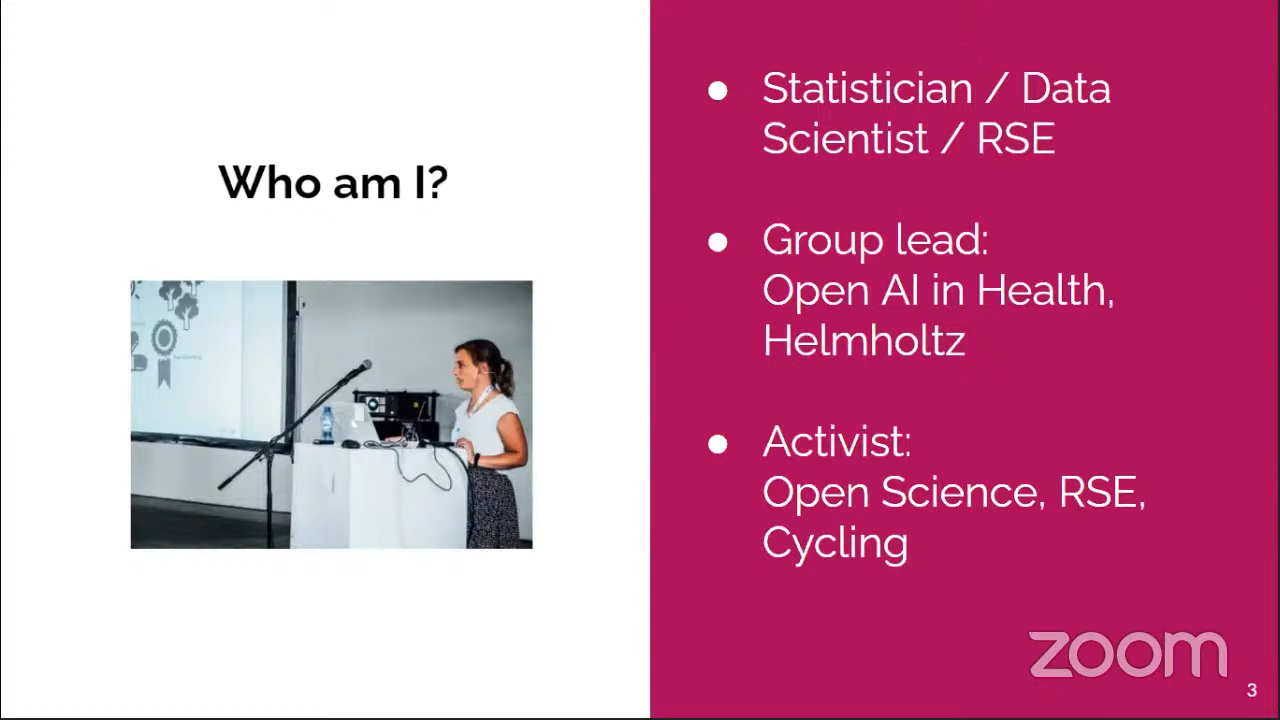 Who am I?
Statistician / Data
Scientist / RSE
Group lead:
Open AI in Health,
Helmholtz
Activist:
Open Science, RSE,
Cycling
zoom
3